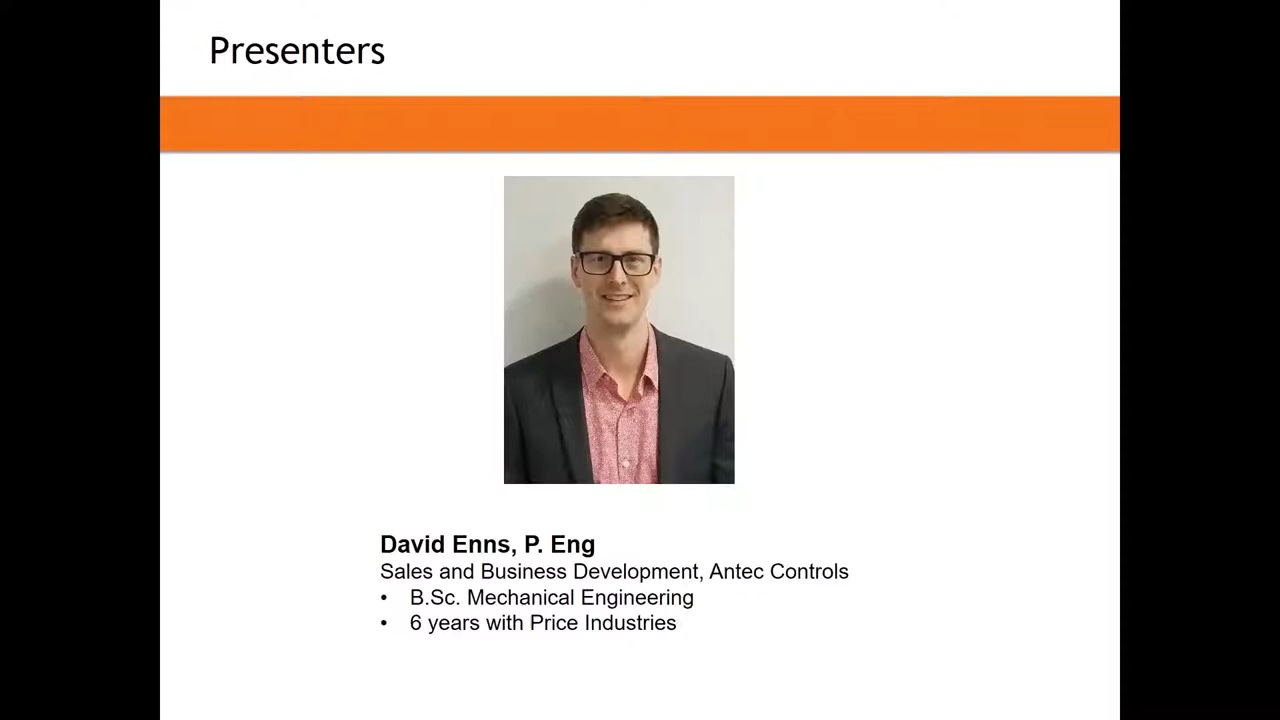 Presenters
David Enns, P. Eng
Sales and Business Development, Antec Controls
• B.Sc. Mechanical Engineering
• 6 years with Price Industries